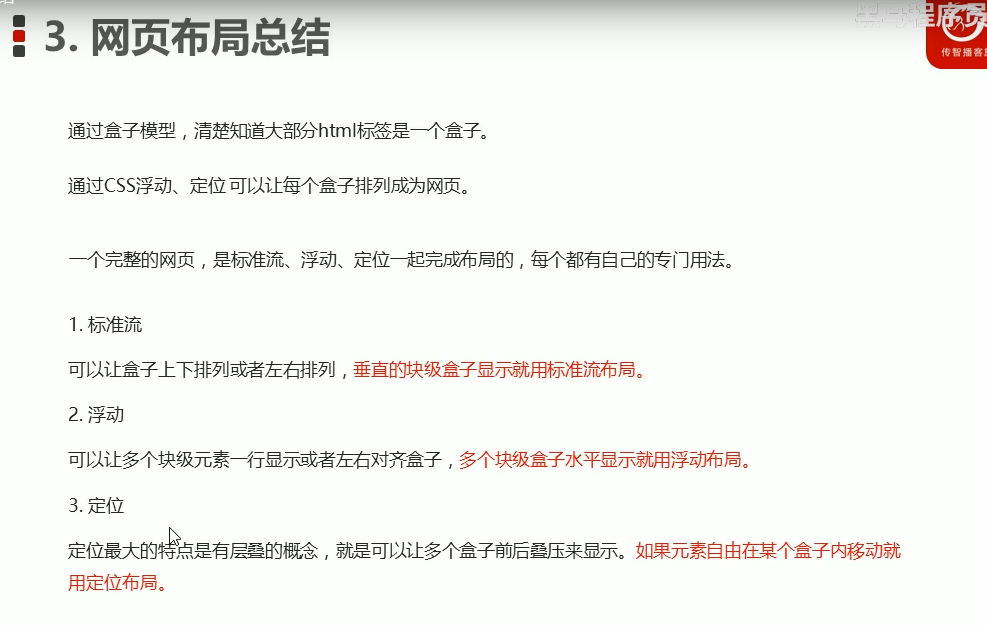 3. 网页布局总结
传智播客
通过盒子模型，清楚知道大部分html标签是一个盒子。
通过CSS浮动、定位 可以让每个盒子排列成为网页。
一个完整的网页，是标准流、浮动、定位一起完成布局的，每个都有自己的专门用法。
1. 标准流
可以让盒子上下排列或者左右排列，垂直的块级盒子显示就用标准流布局。
2. 浮动
可以让多个块级元素一行显示或者左右对齐盒子，多个块级盒子水平显示就用浮动布局。
3. 定位
定位最大的特点是有层叠的概念，就是可以让多个盒子前后叠压来显示。如果元素自由在某个盒子内移动就
用定位布局。